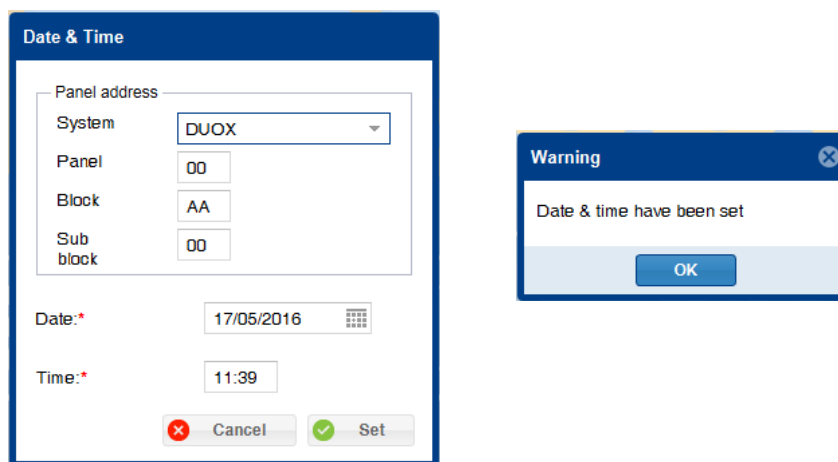 Date & Time
Panel address
System
DUOX
Panel
00
Block
AA
Sub
block
00
Date:*
17/05/2016
Time:*
11:39
Cancel
Set
Warning
Date & time have been set
OK